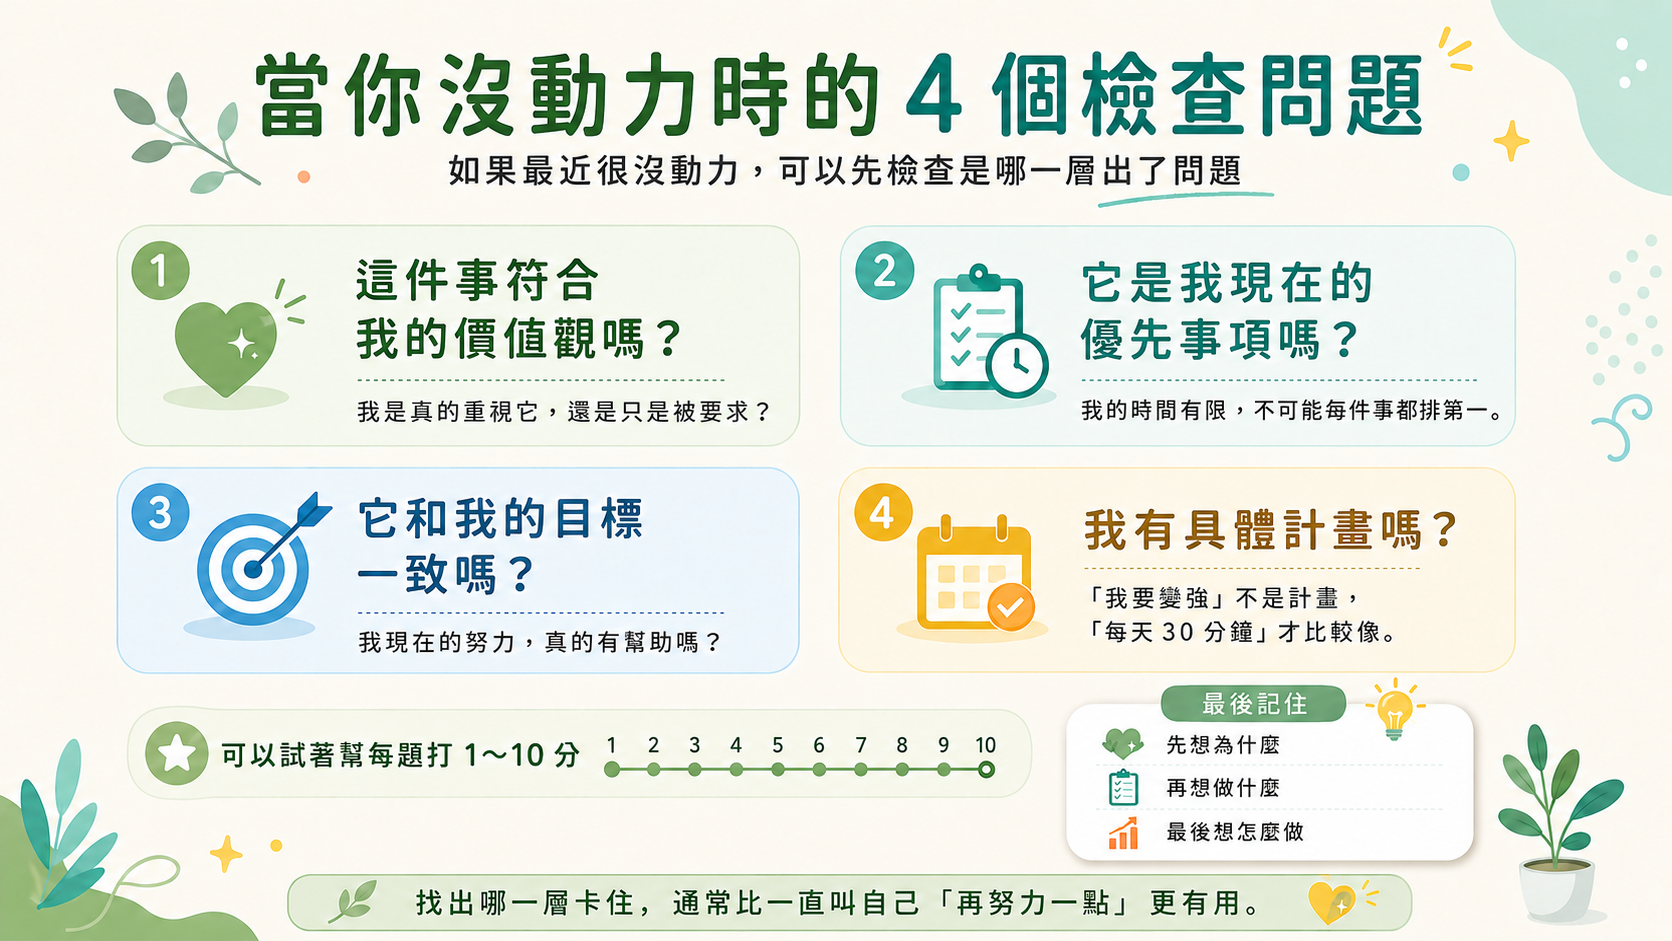 當你沒動力時的 4 個檢查問題
如果最近很沒動力，可以先檢查是哪一層出了問題
1
這件事符合
我的價值觀嗎？
我是真的重視它，還是只是被要求？
2
它是我現在的
優先事項嗎？
我的時間有限，不可能每件事都排第一。
3
它和我的目標
一致嗎？
我現在的努力，真的有幫助嗎？
4
我有具體計畫嗎？
「我要變強」不是計畫，
「每天 30 分鐘」才比較像。
可以試著幫每題打 1～10 分
1 2 3 4 5 6 7 8 9 10
最後記住
先想為什麼
再想做什麼
最後想怎麼做
找出哪一層卡住，通常比一直叫自己「再努力一點」更有用。